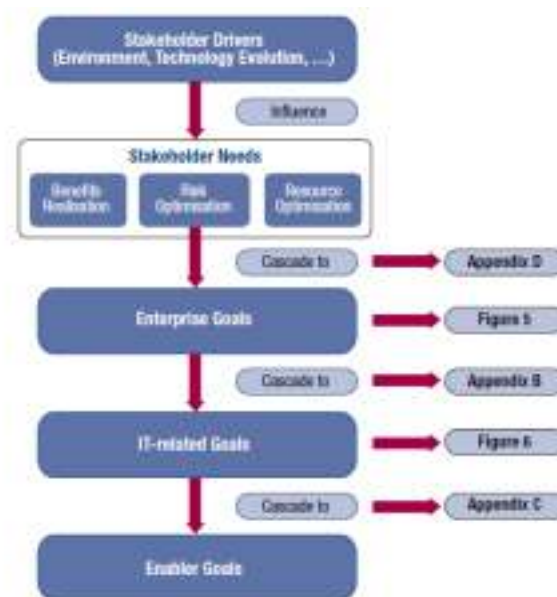 Stakeholder Drivers
(Environment, Technology Evolution, …)
Influence
Stakeholder Needs
Benefits
Realisation
Risk
Optimisation
Resource
Optimisation
Cascade to
Appendix D
Enterprise Goals
Figure 5
Cascade to
Appendix B
IT-related Goals
Figure 6
Cascade to
Appendix C
Enabler Goals